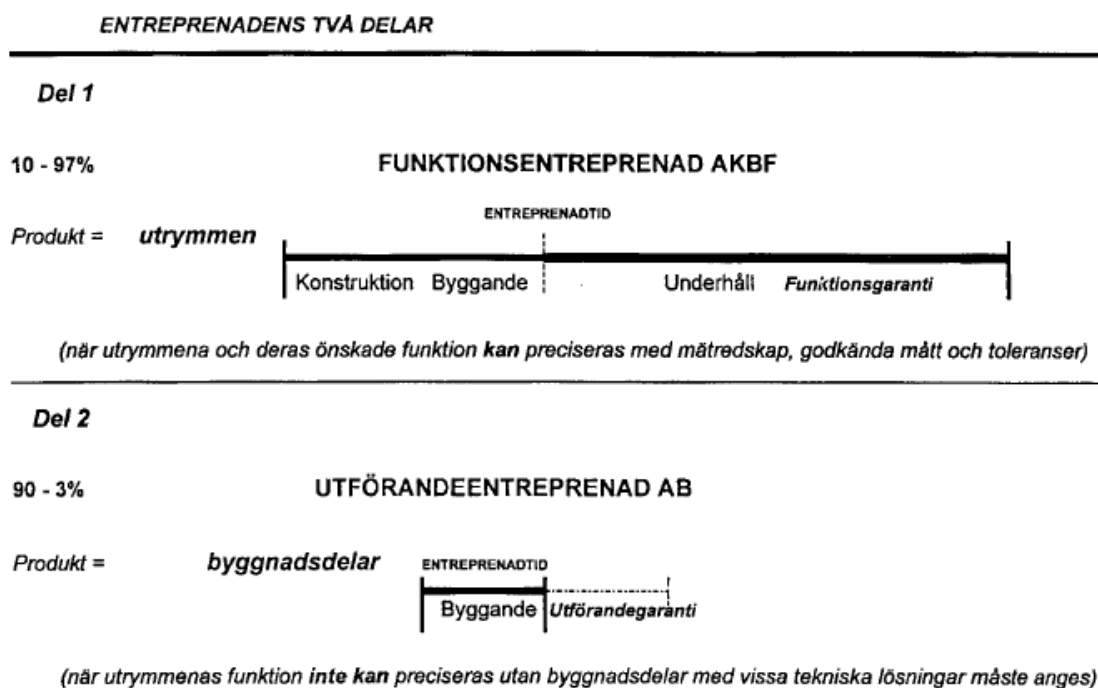 ENTREPRENADENS TVÅ DELAR
Del 1
10 - 97% FUNKTIONSENTREPRENAD AKBF
ENTREPRENADTID
Produkt = utrymmen
Konstruktion Byggande Underhåll Funktionsgaranti
(när utrymmena och deras önskade funktion kan preciseras med mätredskap, godkända mått och toleranser)
Del 2
90 - 3% UTFÖRANDEENTREPRENAD AB
Produkt = byggnadsdelar ENTREPRENADTID
Byggande Utförandegaranti
(när utrymmenas funktion inte kan preciseras utan byggnadsdelar med vissa tekniska lösningar måste anges)